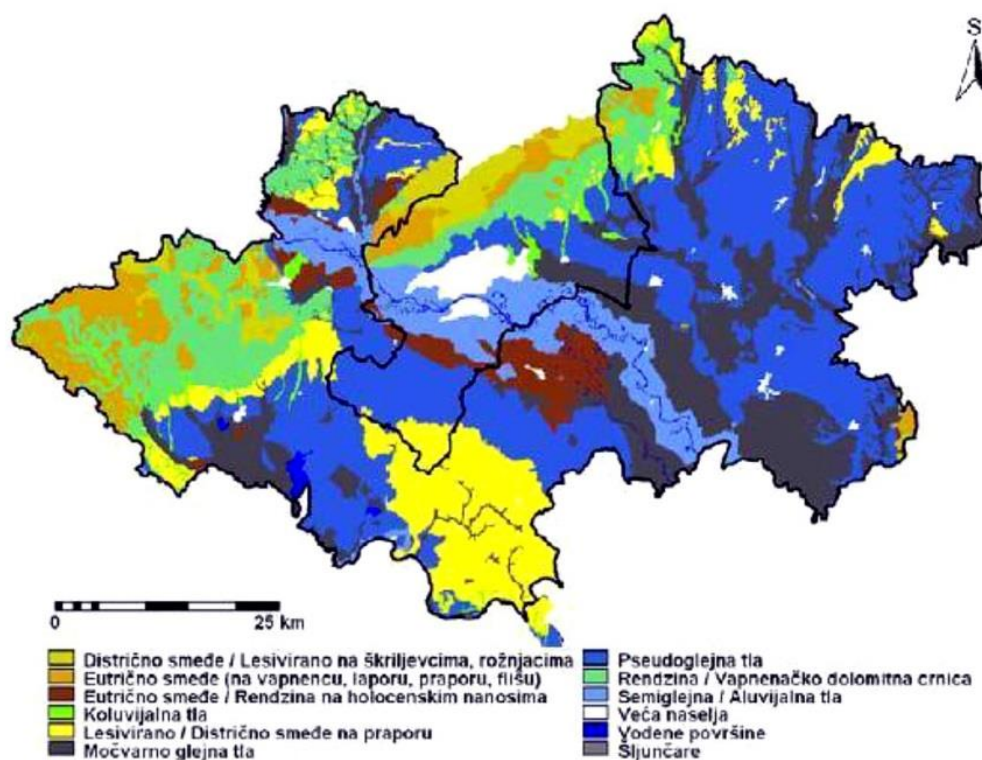 S
0
25 km
Distrično smeđe / Lesivirano na škriljevcima, rožnjacima
Eutrično smeđe (na vapnencu, laporu, praporu, flišu)
Eutrično smeđe / Rendzina na holocenskim nanosima
Koluvijalna tla
Lesivirano / Distrično smeđe na praporu
Močvarno glejna tla
Pseudoglejna tla
Rendzina / Vapnenačko dolomitna crnica
Semiglejna / Aluvijalna tla
Veća naselja
Vodene površine
Šljunčare